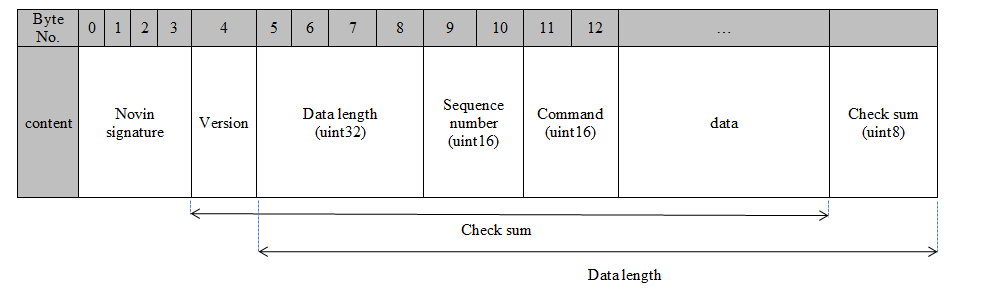 Byte No.
0 1 2 3 4 5 6 7 8 9 10 11 12 …
content
Novin signature
Version
Data length (uint32)
Sequence number (uint16)
Command (uint16)
data
Check sum (uint8)
Check sum
Data length